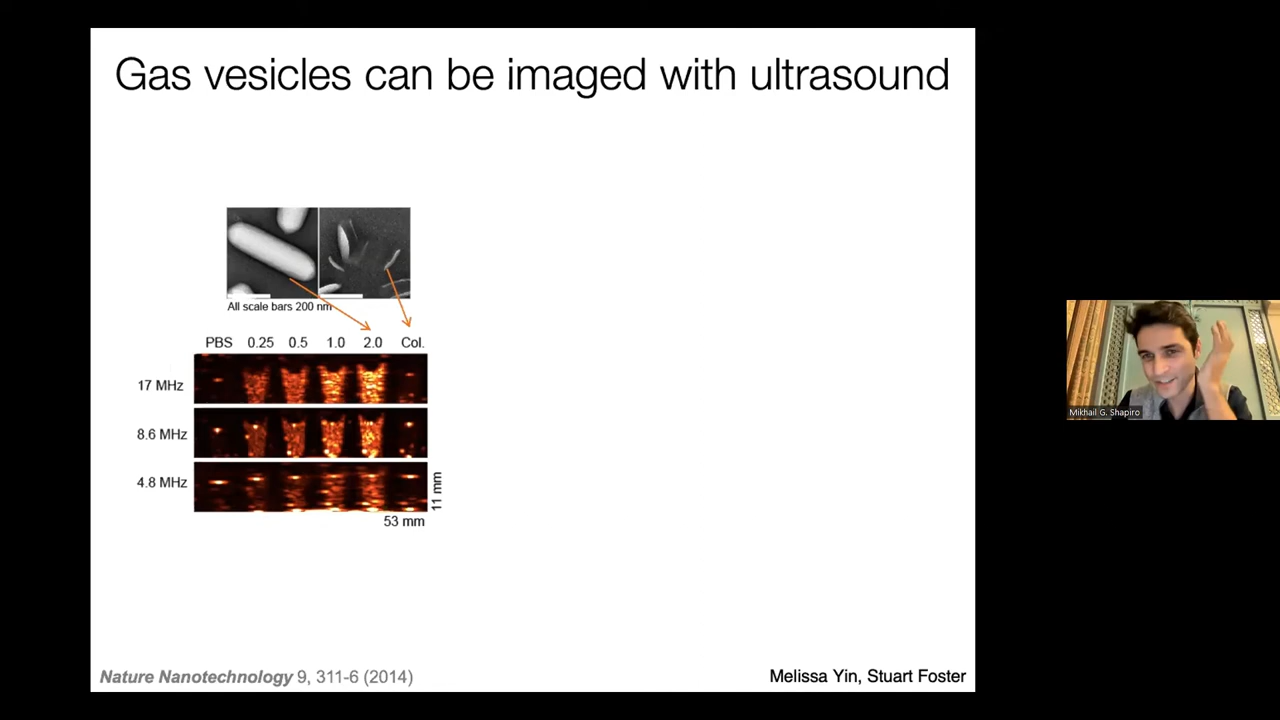 Gas vesicles can be imaged with ultrasound
All scale bars 200 nm
PBS 0.25 0.5 1.0 2.0 Col.
17 MHz
8.6 MHz
4.8 MHz
11 mm
53 mm
Mikhail G. Shapiro
Nature Nanotechnology 9, 311-6 (2014)
Melissa Yin, Stuart Foster